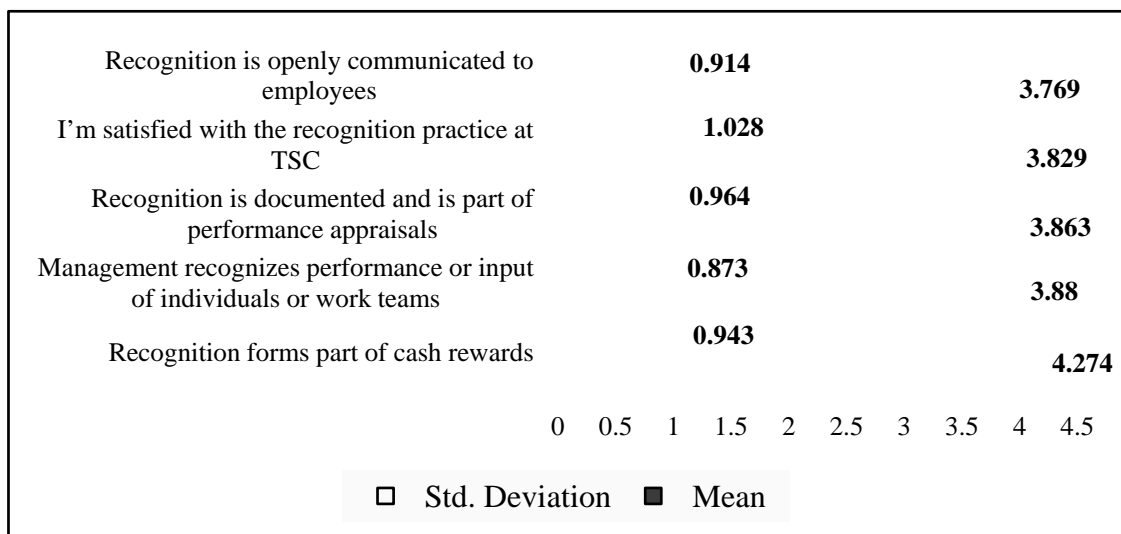 Recognition is openly communicated to
employees
0.914
3.769
I’m satisfied with the recognition practice at
TSC
1.028
3.829
Recognition is documented and is part of
performance appraisals
0.964
3.863
Management recognizes performance or input
of individuals or work teams
0.873
3.88
Recognition forms part of cash rewards
0.943
4.274
0 0.5 1 1.5 2 2.5 3 3.5 4 4.5
Std. Deviation Mean